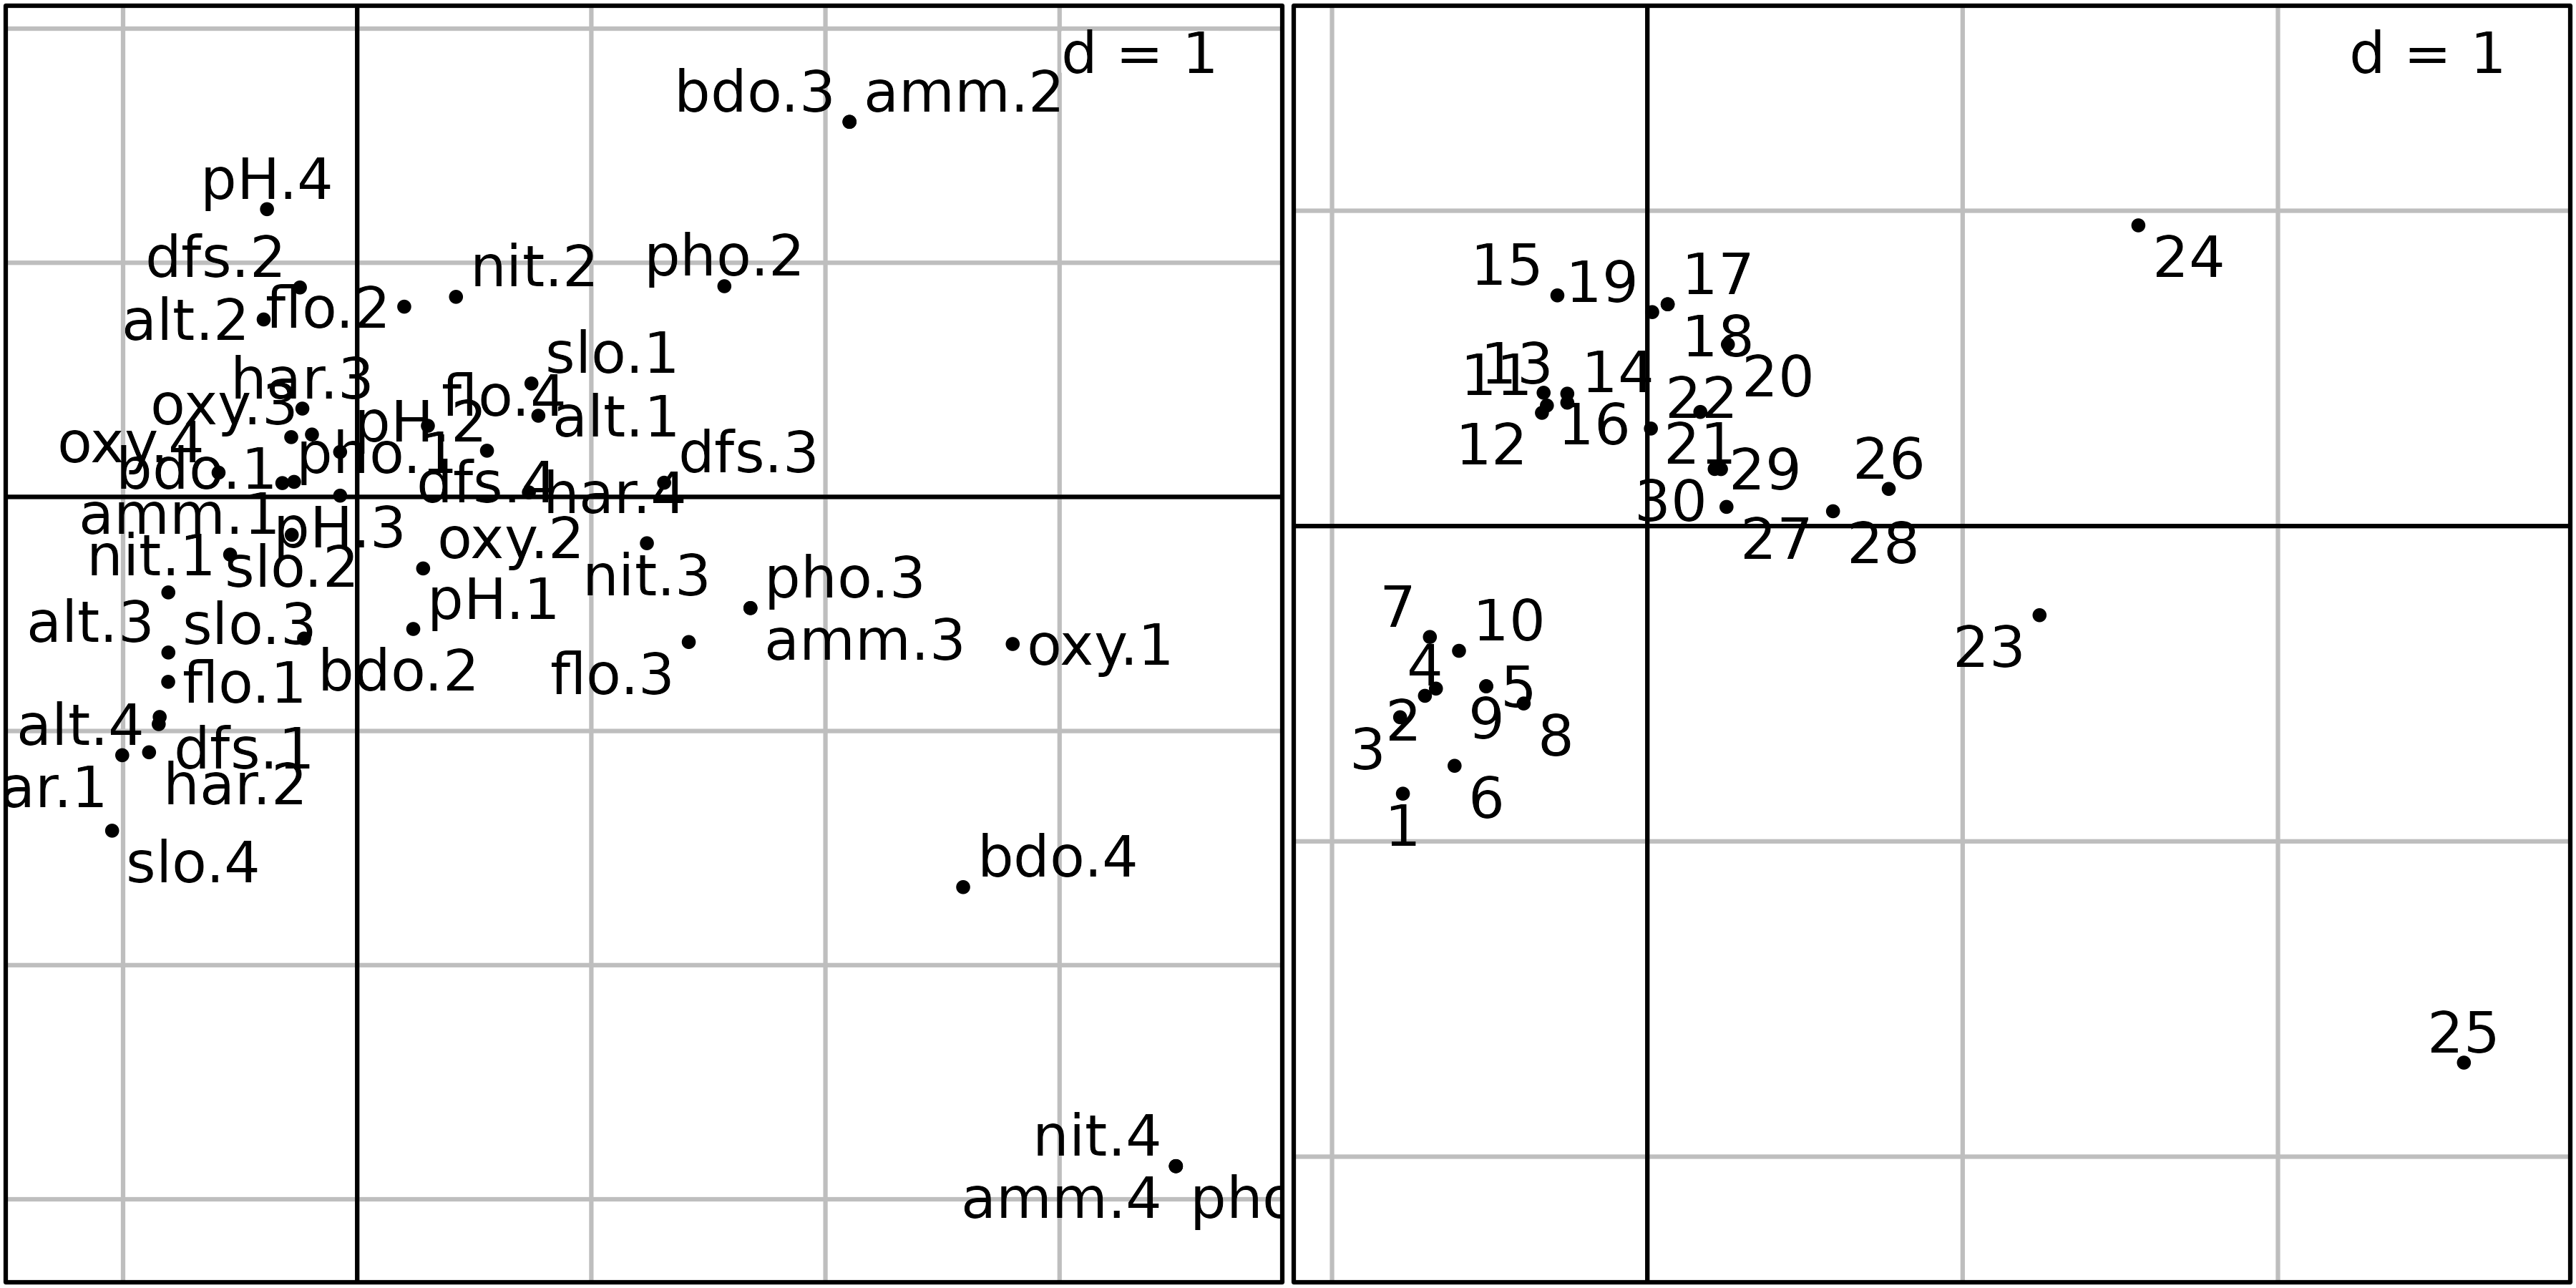 d = 1
bdo.3
amm.2
pH.4
dfs.2
nit.2
pho.2
alt.2
flo.2
slo.1
har.3
flo.4
oxy.3
pH.2
alt.1
oxy.4
pho.1
dfs.3
bdo.1
dfs.4
har.4
amm.1
pH.3
oxy.2
nit.1
slo.2
nit.3
pho.3
alt.3
slo.3
pH.1
amm.3
oxy.1
flo.1
bdo.2
flo.3
alt.4
dfs.1
ar.1
har.2
slo.4
bdo.4
nit.4
amm.4
pho
d = 1
24
15
19
17
18
13
11
14
20
22
12
16
21
29
26
30
27
28
7
10
23
4
5
2
9
3
8
6
1
25